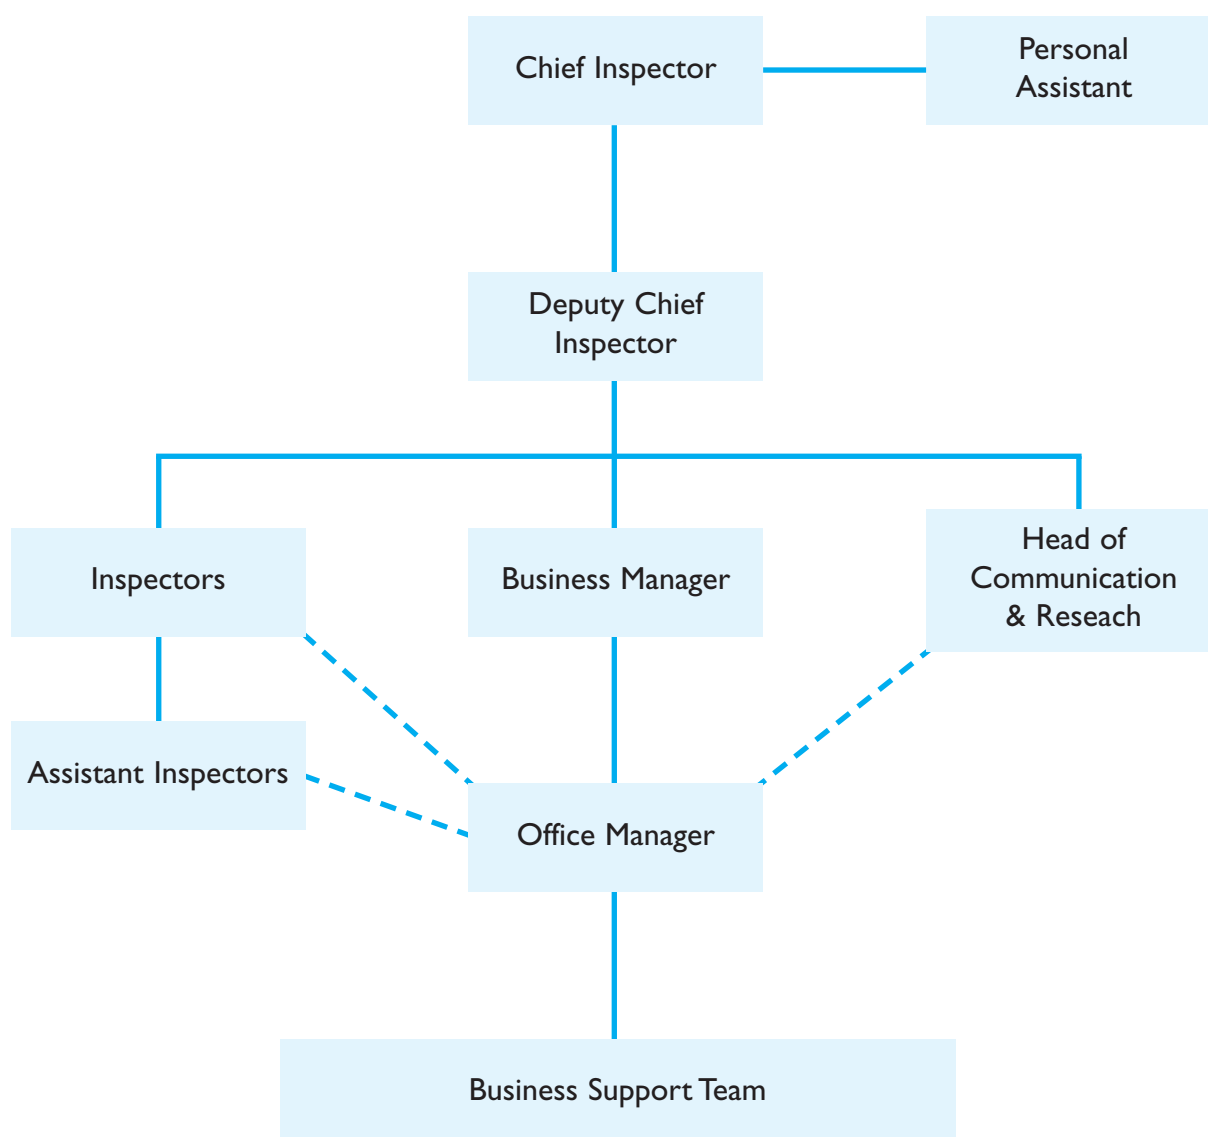 Chief Inspector
Personal
Assistant
Deputy Chief
Inspector
Inspectors
Business Manager
Head of
Communication
& Reseach
Assistant Inspectors
Office Manager
Business Support Team